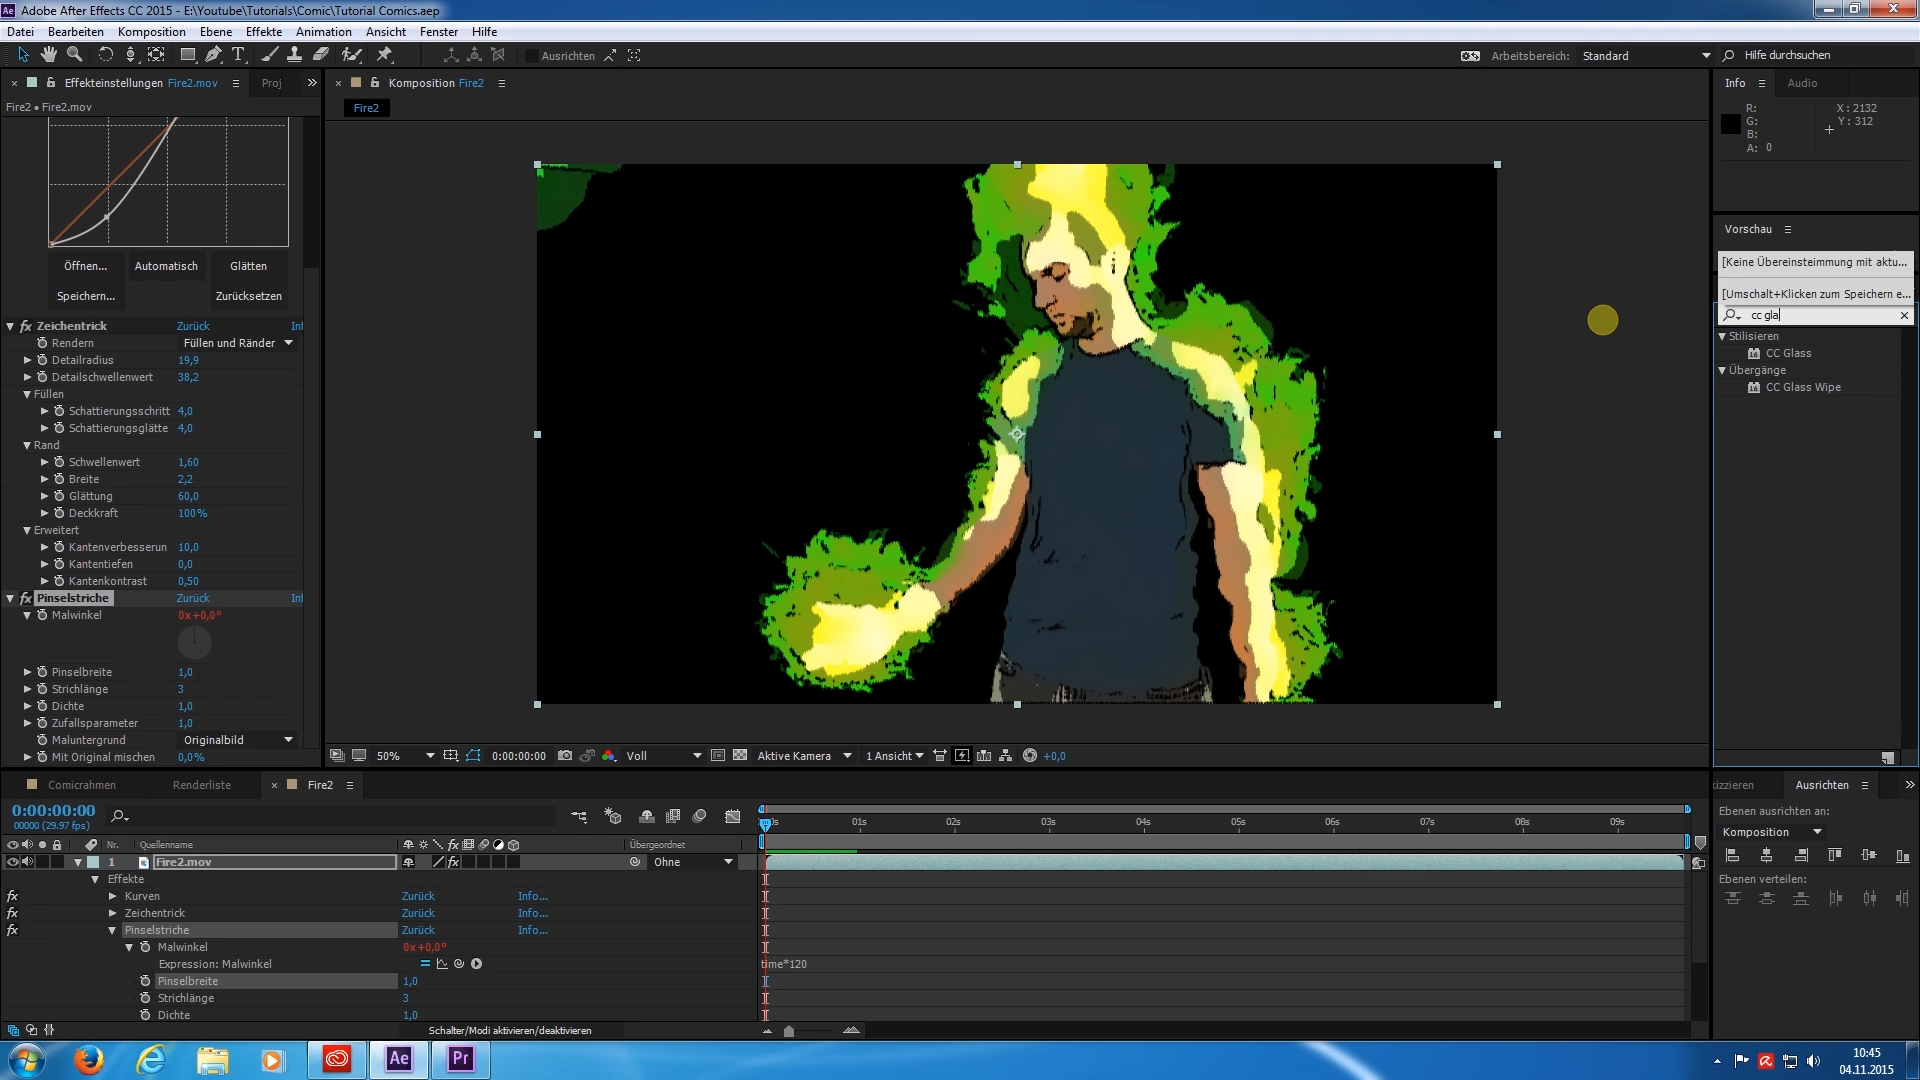 Adobe After Effects CC 2015 - E:\Youtube\Tutorials\Comic\Tutorial Comics.aep
Datei Bearbeiten Komposition Ebene Effekte Animation Ansicht Fenster Hilfe
Ausrichten
Arbeitsbereich: Standard
Hilfe durchsuchen
Effekteinstellungen Fire2.mov
Proj
Fire2 • Fire2.mov
Öffnen... Automatisch Glätten
Speichern... Zurücksetzen
Zeichentrick Zurück Inf
Rendern Füllen und Ränder
Detailradius 19,9
Detailschwellenwert 38,2
Füllen
Schattierungsschritt 4,0
Schattierungsglätte 4,0
Rand
Schwellenwert 1,60
Breite 2,2
Glättung 60,0
Deckkraft 100%
Erweitert
Kantenverbesserun 10,0
Kantentiefen 0,0
Kantenkontrast 0,50
Pinselstriche Zurück Inf
Malwinkel 0x+0,0°
Pinselbreite 1,0
Strichlänge 3
Dichte 1,0
Zufallsparameter 1,0
Maluntergrund Originalbild
Mit Original mischen 0,0%
Komposition Fire2
Fire2
50% 0:00:00:00 Voll Aktive Kamera 1 Ansicht +0,0
Info Audio
R:
G:
B:
A: 0
X : 2132
Y : 312
Vorschau
[Keine Übereinsteimmung mit aktu...
[Umschalt+Klicken zum Speichern e...
cc gla
Stilisieren
CC Glass
Übergänge
CC Glass Wipe
kizzieren Ausrichten
Ebenen ausrichten an:
Komposition
Ebenen verteilen:
Comicrahmen Renderliste Fire2
0:00:00:00
00000 (29.97 fps)
01s 02s 03s 04s 05s 06s 07s 08s 09s
Nr. Quellenname Übergeordnet
1 Fire2.mov Ohne
Effekte
Kurven Zurück Info...
Zeichentrick Zurück Info...
Pinselstriche Zurück Info...
Malwinkel 0x+0,0°
Expression: Malwinkel time*120
Pinselbreite 1,0
Strichlänge 3
Dichte 1,0
Schalter/Modi aktivieren/deaktivieren
Ae Pr
10:45
04.11.2015